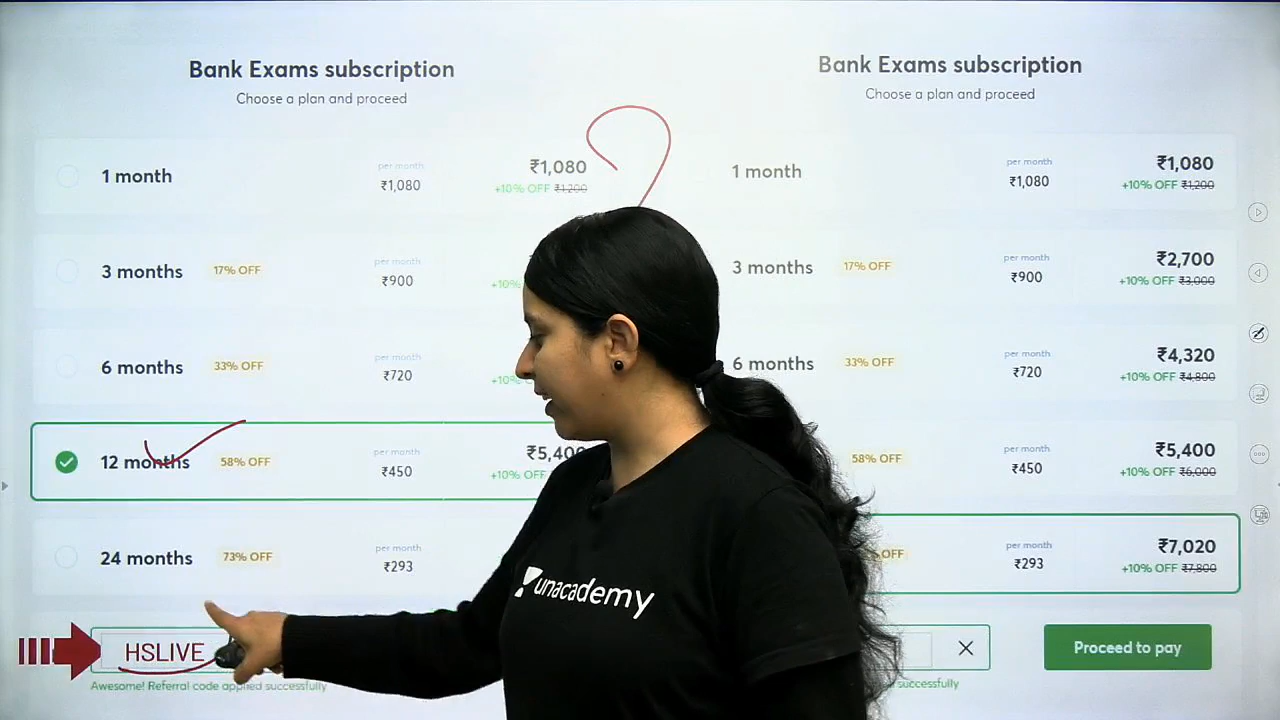 Bank Exams subscription
Choose a plan and proceed
1 month
per month
₹1,080
₹1,080
+10% OFF ₹1,200
3 months
17% OFF
per month
₹900
+10%
6 months
33% OFF
per month
₹720
+10%
12 months
58% OFF
per month
₹450
₹5,400
+10% OFF
24 months
73% OFF
per month
₹293
HSLIVE
Awesome! Referral code applied successfully
Bank Exams subscription
Choose a plan and proceed
1 month
per month
₹1,080
₹1,080
+10% OFF ₹1,200
3 months
17% OFF
per month
₹900
₹2,700
+10% OFF ₹3,000
6 months
33% OFF
per month
₹720
₹4,320
+10% OFF ₹4,800
58% OFF
per month
₹450
₹5,400
+10% OFF ₹6,000
OFF
per month
₹293
₹7,020
+10% OFF ₹7,800
Proceed to pay
successfully
unacademy